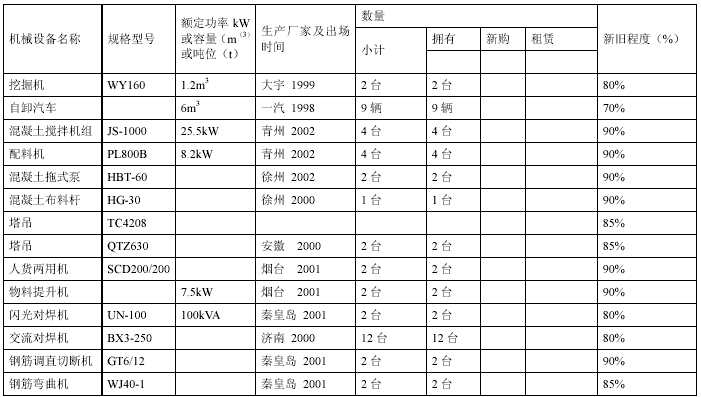 机械设备名称 规格型号 额定功率 kW 或容量（m（3） 或吨位（t） 生产厂家及出场时间 数量 新旧程度（%）
小计 拥有 新购 租赁
挖掘机 WY160 1.2m3 大宇 1999 2 台 2 台 80%
自卸汽车 6m3 一汽 1998 9 辆 9 辆 70%
混凝土搅拌机组 JS-1000 25.5kW 青州 2002 4 台 4 台 90%
配料机 PL800B 8.2kW 青州 2002 4 台 4 台 90%
混凝土拖式泵 HBT-60 徐州 2002 2 台 2 台 90%
混凝土布料杆 HG-30 徐州 2000 1 台 1 台 90%
塔吊 TC4208 85%
塔吊 QTZ630 安徽 2000 2 台 2 台 85%
人货两用机 SCD200/200 烟台 2001 2 台 2 台 90%
物料提升机 7.5kW 烟台 2001 2 台 2 台 90%
闪光对焊机 UN-100 100kVA 秦皇岛 2001 2 台 2 台 80%
交流对焊机 BX3-250 济南 2000 12 台 12 台 80%
钢筋调直切断机 GT6/12 秦皇岛 2001 2 台 2 台 90%
钢筋弯曲机 WJ40-1 秦皇岛 2001 2 台 2 台 85%